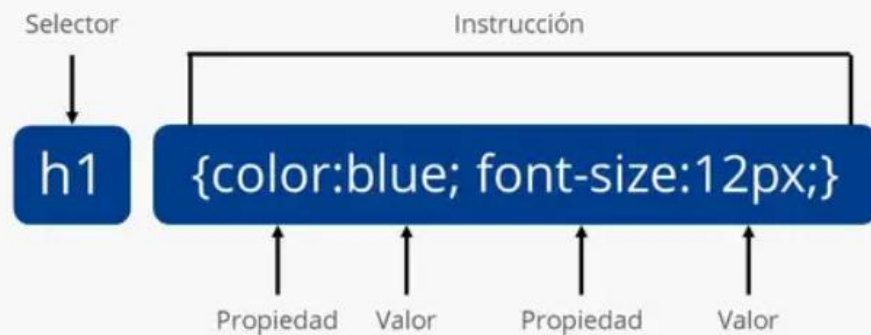 Selector Instrucción
h1 {color:blue; font-size:12px;}
Propiedad Valor Propiedad Valor